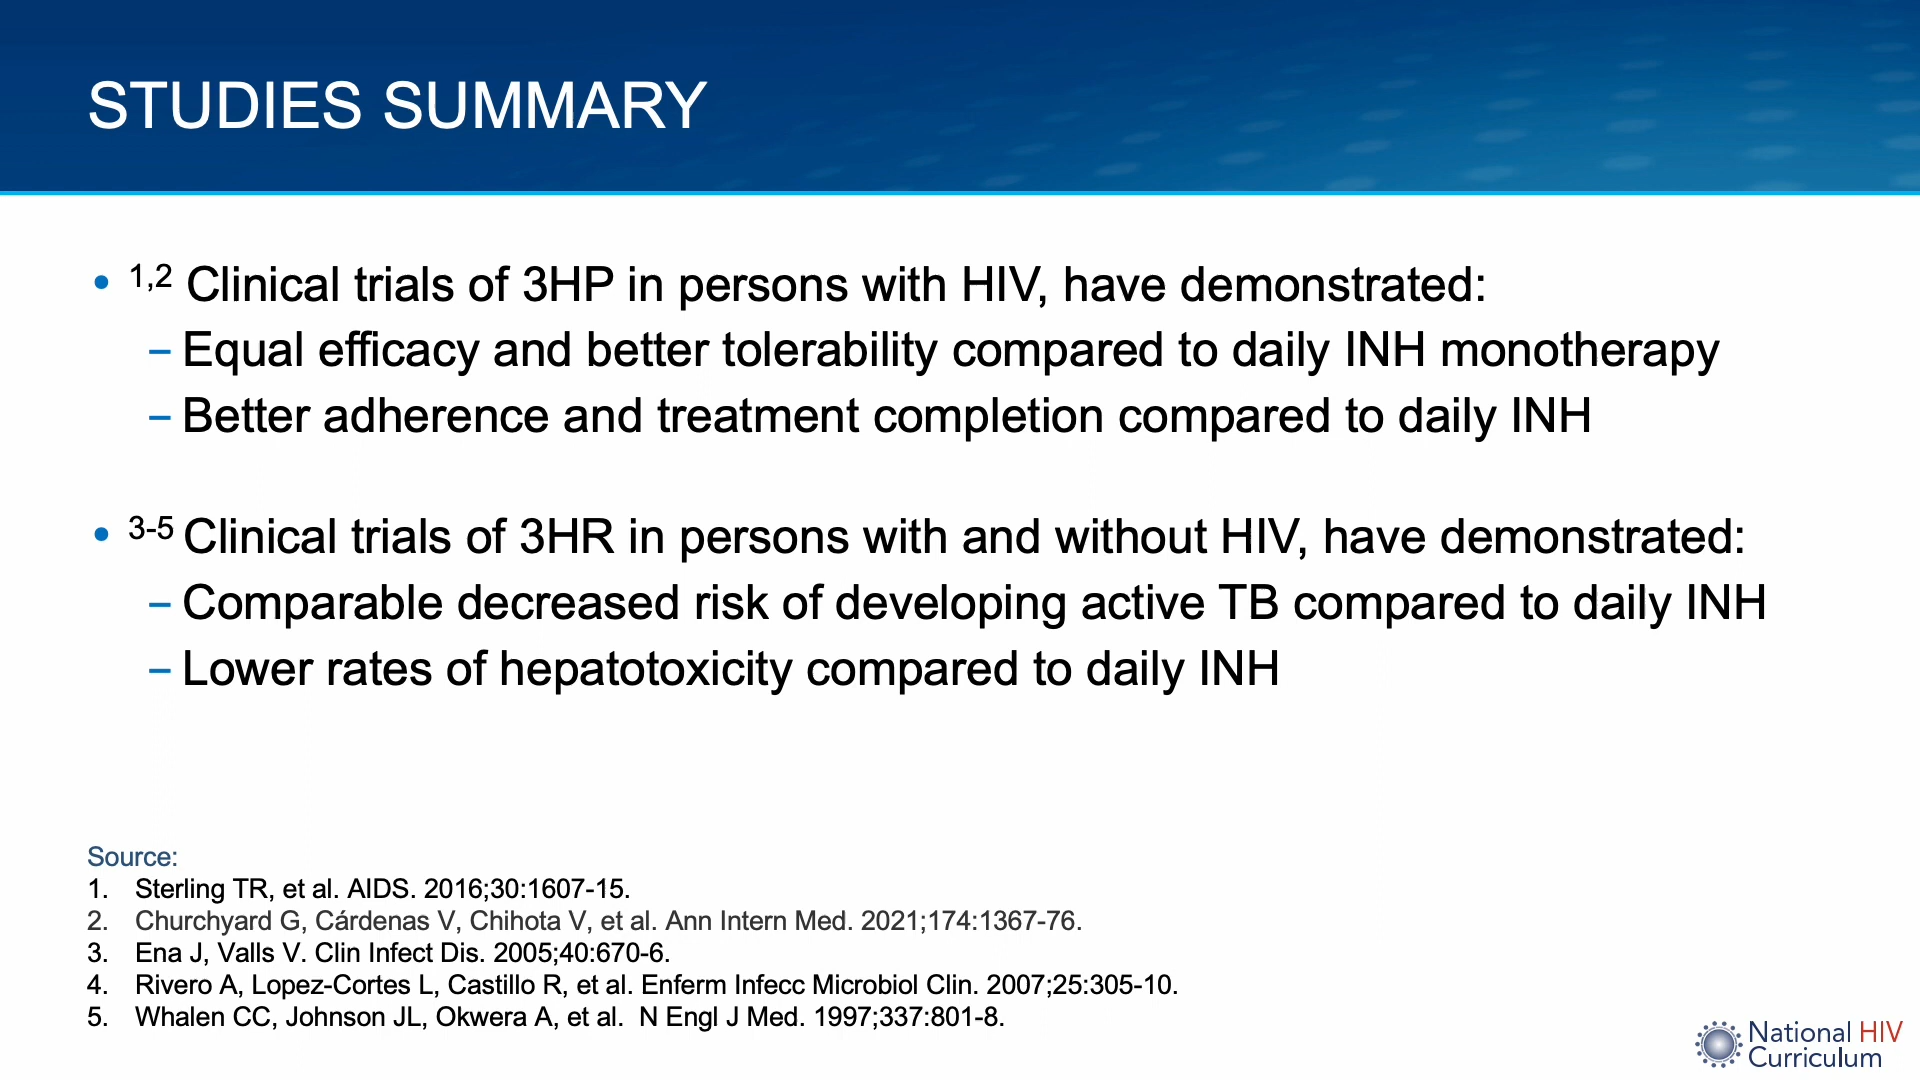 STUDIES SUMMARY
• 1,2 Clinical trials of 3HP in persons with HIV, have demonstrated:
– Equal efficacy and better tolerability compared to daily INH monotherapy
– Better adherence and treatment completion compared to daily INH
• 3-5 Clinical trials of 3HR in persons with and without HIV, have demonstrated:
– Comparable decreased risk of developing active TB compared to daily INH
– Lower rates of hepatotoxicity compared to daily INH
Source:
1. Sterling TR, et al. AIDS. 2016;30:1607-15.
2. Churchyard G, Cárdenas V, Chihota V, et al. Ann Intern Med. 2021;174:1367-76.
3. Ena J, Valls V. Clin Infect Dis. 2005;40:670-6.
4. Rivero A, Lopez-Cortes L, Castillo R, et al. Enferm Infecc Microbiol Clin. 2007;25:305-10.
5. Whalen CC, Johnson JL, Okwera A, et al. N Engl J Med. 1997;337:801-8.
National HIV
Curriculum